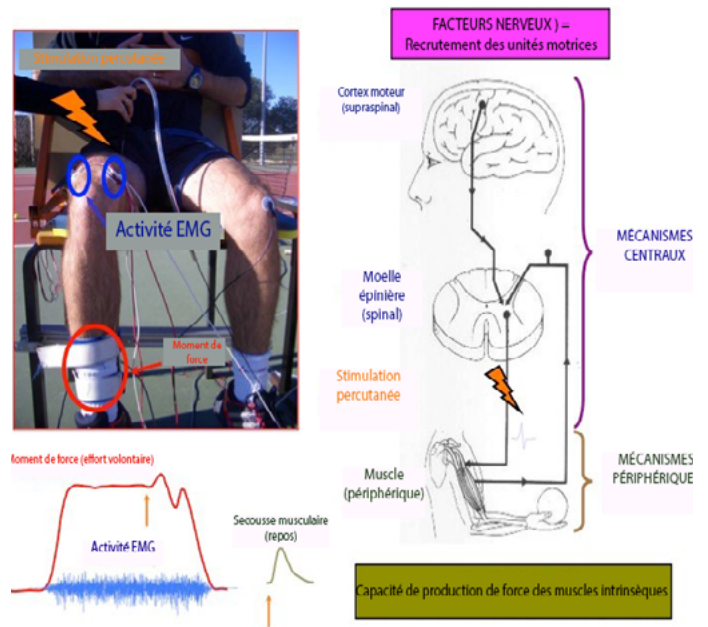 Stimulation percutanée
Activité EMG
Moment de
force
Moment de force (effort volontaire)
Activité EMG
Secousse musculaire
(repos)
FACTEURS NERVEUX ) =
Recrutement des unités motrices
Cortex moteur
(supraspinal)
Moelle
épinière
(spinal)
Stimulation
percutanée
Muscle
(périphérique)
MÉCANISMES
CENTRAUX
MÉCANISMES
PÉRIPHÉRIQUE
Capacité de production de force des muscles intrinsèques